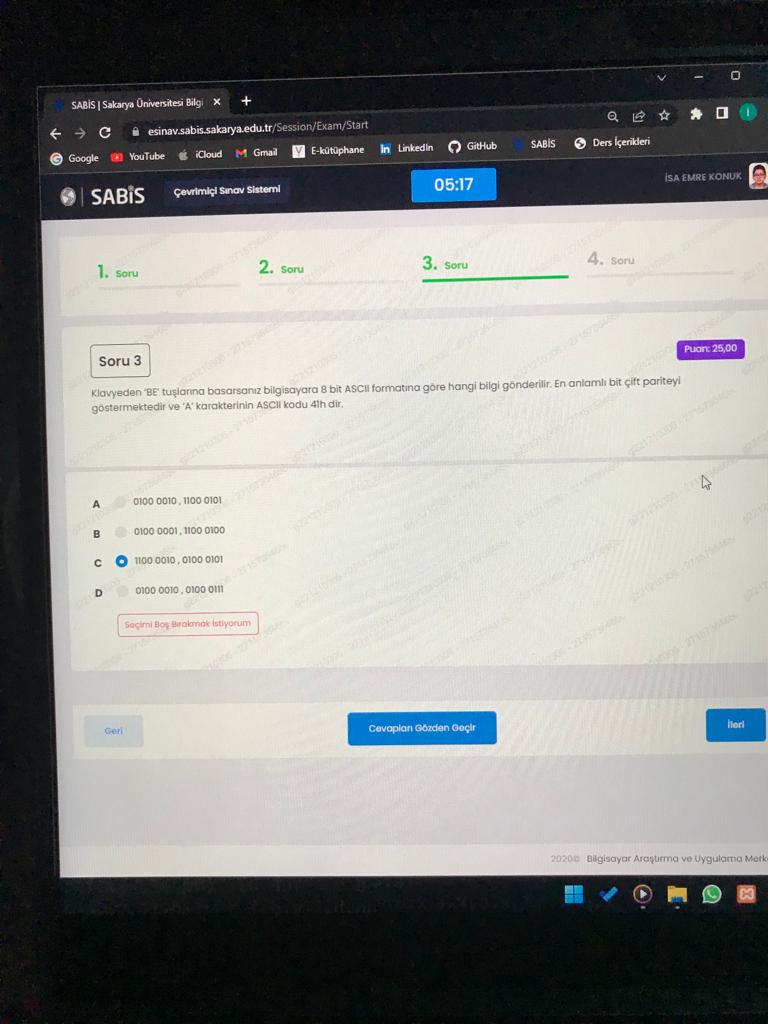 SABİS | Sakarya Üniversitesi Bilgi
esinav.sabis.sakarya.edu.tr/Session/Exam/Start
Google YouTube iCloud Gmail E-kütüphane LinkedIn GitHub SABİS Ders İçerikleri
SABİS Çevrimiçi Sınav Sistemi 05:17 İSA EMRE KONUK
1. Soru 2. Soru 3. Soru 4. Soru
Soru 3
Puan: 25,00
Klavyeden 'BE' tuşlarına basarsanız bilgisayara 8 bit ASCII formatına göre hangi bilgi gönderilir. En anlamlı bit çift pariteyi
göstermektedir ve 'A' karakterinin ASCII kodu 41h dir.
A 0100 0010 , 1100 0101
B 0100 0001 , 1100 0100
C 1100 0010 , 0100 0101
D 0100 0010 , 0100 0111
Seçimi Boş Bırakmak İstiyorum
Geri Cevapları Gözden Geçir İleri
2020© Bilgisayar Araştırma ve Uygulama Merk